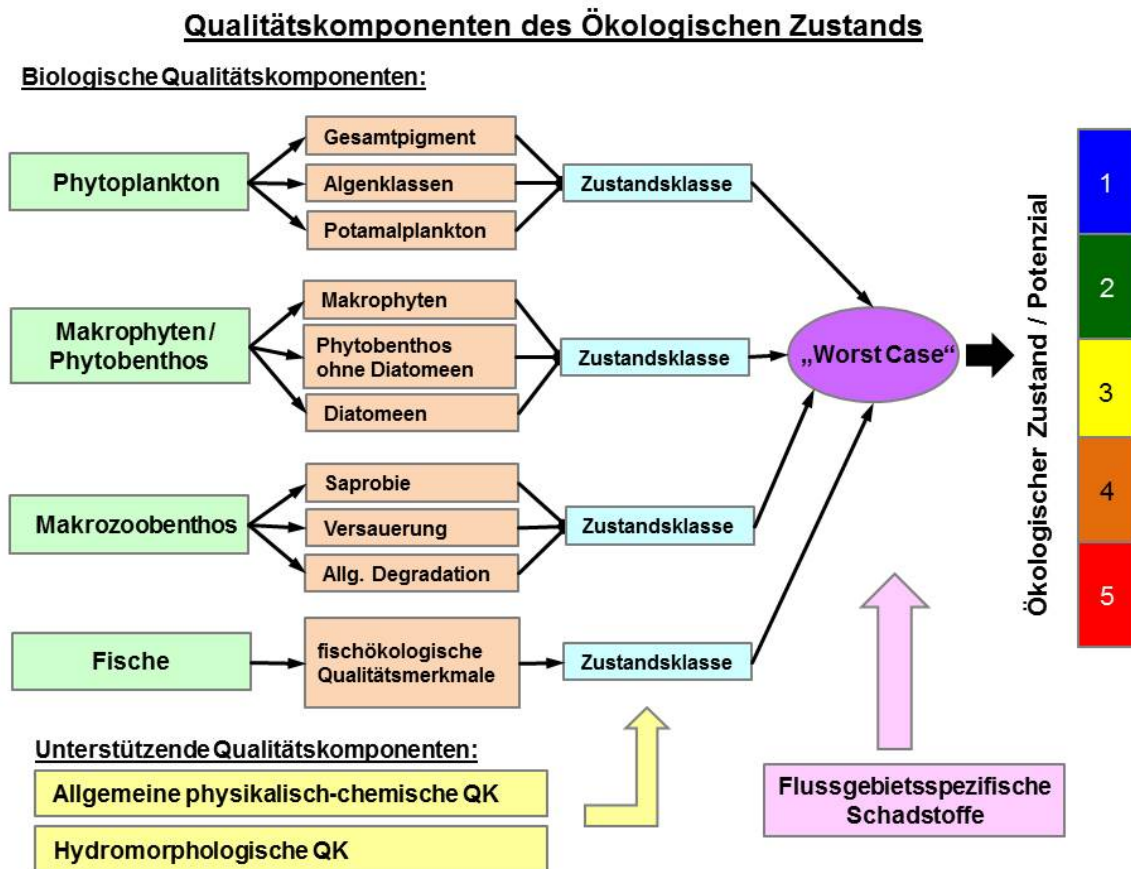 Qualitätskomponenten des Ökologischen Zustands
Biologische Qualitätskomponenten:
Phytoplankton
Gesamtpigment
Algenklassen
Potamalplankton
Zustandsklasse
Makrophyten /
Phytobenthos
Makrophyten
Phytobenthos
ohne Diatomeen
Diatomeen
Zustandsklasse
Makrozoobenthos
Saprobie
Versauerung
Allg. Degradation
Zustandsklasse
Fische
fischökologische
Qualitätsmerkmale
Zustandsklasse
„Worst Case“
Ökologischer Zustand / Potenzial
1
2
3
4
5
Unterstützende Qualitätskomponenten:
Allgemeine physikalisch-chemische QK
Hydromorphologische QK
Flussgebietsspezifische
Schadstoffe